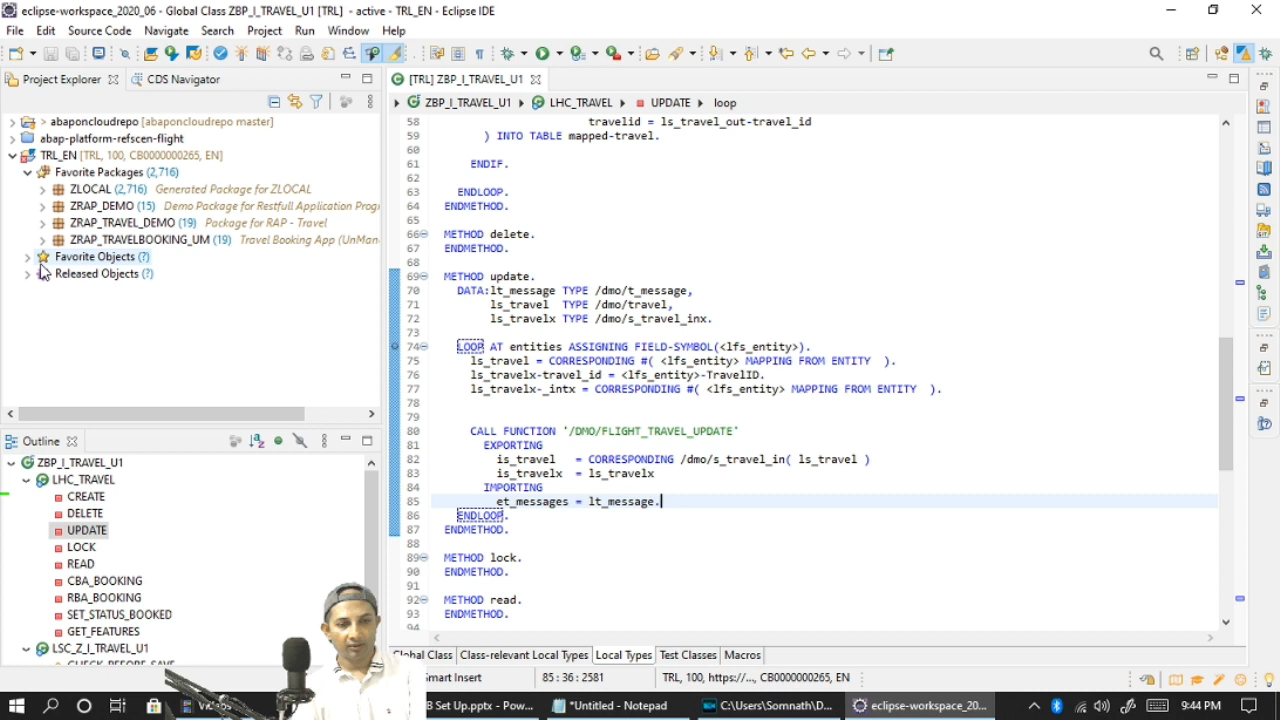 eclipse-workspace_2020_06 - Global Class ZBP_I_TRAVEL_U1 [TRL] - active - TRL_EN - Eclipse IDE
File Edit Source Code Navigate Search Project Run Window Help
Project Explorer CDS Navigator
[TRL] ZBP_I_TRAVEL_U1
ZBP_I_TRAVEL_U1 LHC_TRAVEL UPDATE loop
> abaponcloudrepo [abaponcloudrepo master]
abap-platform-refscen-flight
TRL_EN [TRL, 100, CB0000000265, EN]
Favorite Packages (2,716)
ZLOCAL (2,716) Generated Package for ZLOCAL
ZRAP_DEMO (15) Demo Package for Restfull Application Progr
ZRAP_TRAVEL_DEMO (19) Package for RAP - Travel
ZRAP_TRAVELBOOKING_UM (19) Travel Booking App (UnMan
Favorite Objects (?)
Released Objects (?)
Outline
ZBP_I_TRAVEL_U1
LHC_TRAVEL
CREATE
DELETE
UPDATE
LOCK
READ
CBA_BOOKING
RBA_BOOKING
SET_STATUS_BOOKED
GET_FEATURES
LSC_Z_I_TRAVEL_U1
58 travelid = ls_travel_out-travel_id
59 ) INTO TABLE mapped-travel.
60
61 ENDIF.
62
63 ENDLOOP.
64 ENDMETHOD.
65
66 METHOD delete.
67 ENDMETHOD.
68
69 METHOD update.
70 DATA:lt_message TYPE /dmo/t_message,
71 ls_travel TYPE /dmo/travel,
72 ls_travelx TYPE /dmo/s_travel_inx.
73
74 LOOP AT entities ASSIGNING FIELD-SYMBOL(<lfs_entity>).
75 ls_travel = CORRESPONDING #( <lfs_entity> MAPPING FROM ENTITY ).
76 ls_travelx-travel_id = <lfs_entity>-TravelID.
77 ls_travelx-_intx = CORRESPONDING #( <lfs_entity> MAPPING FROM ENTITY ).
78
79
80 CALL FUNCTION '/DMO/FLIGHT_TRAVEL_UPDATE'
81 EXPORTING
82 is_travel = CORRESPONDING /dmo/s_travel_in( ls_travel )
83 is_travelx = ls_travelx
84 IMPORTING
85 et_messages = lt_message.
86 ENDLOOP.
87 ENDMETHOD.
88
89 METHOD lock.
90 ENDMETHOD.
91
92 METHOD read.
93 ENDMETHOD.
94
Global Class Class-relevant Local Types Local Types Test Classes Macros
Smart Insert 85 : 36 : 2581 TRL, 100, https://..., CB0000000265, EN
B Set Up.pptx - P... *Untitled - Notepad C:\Users\Somnath\D... eclipse-workspace_20... 9:44 PM